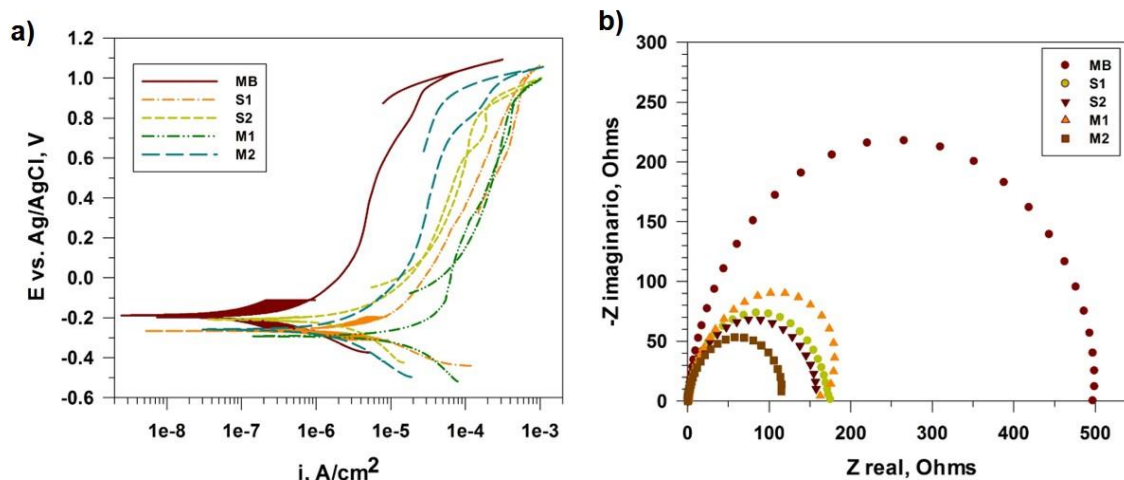 a)
E vs. Ag/AgCl, V
1.2
1.0
0.8
0.6
0.4
0.2
0.0
-0.2
-0.4
-0.6
MB
S1
S2
M1
M2
1e-8 1e-7 1e-6 1e-5 1e-4 1e-3
i, A/cm²
b)
-Z imaginario, Ohms
300
250
200
150
100
50
0
MB
S1
S2
M1
M2
0 100 200 300 400 500
Z real, Ohms